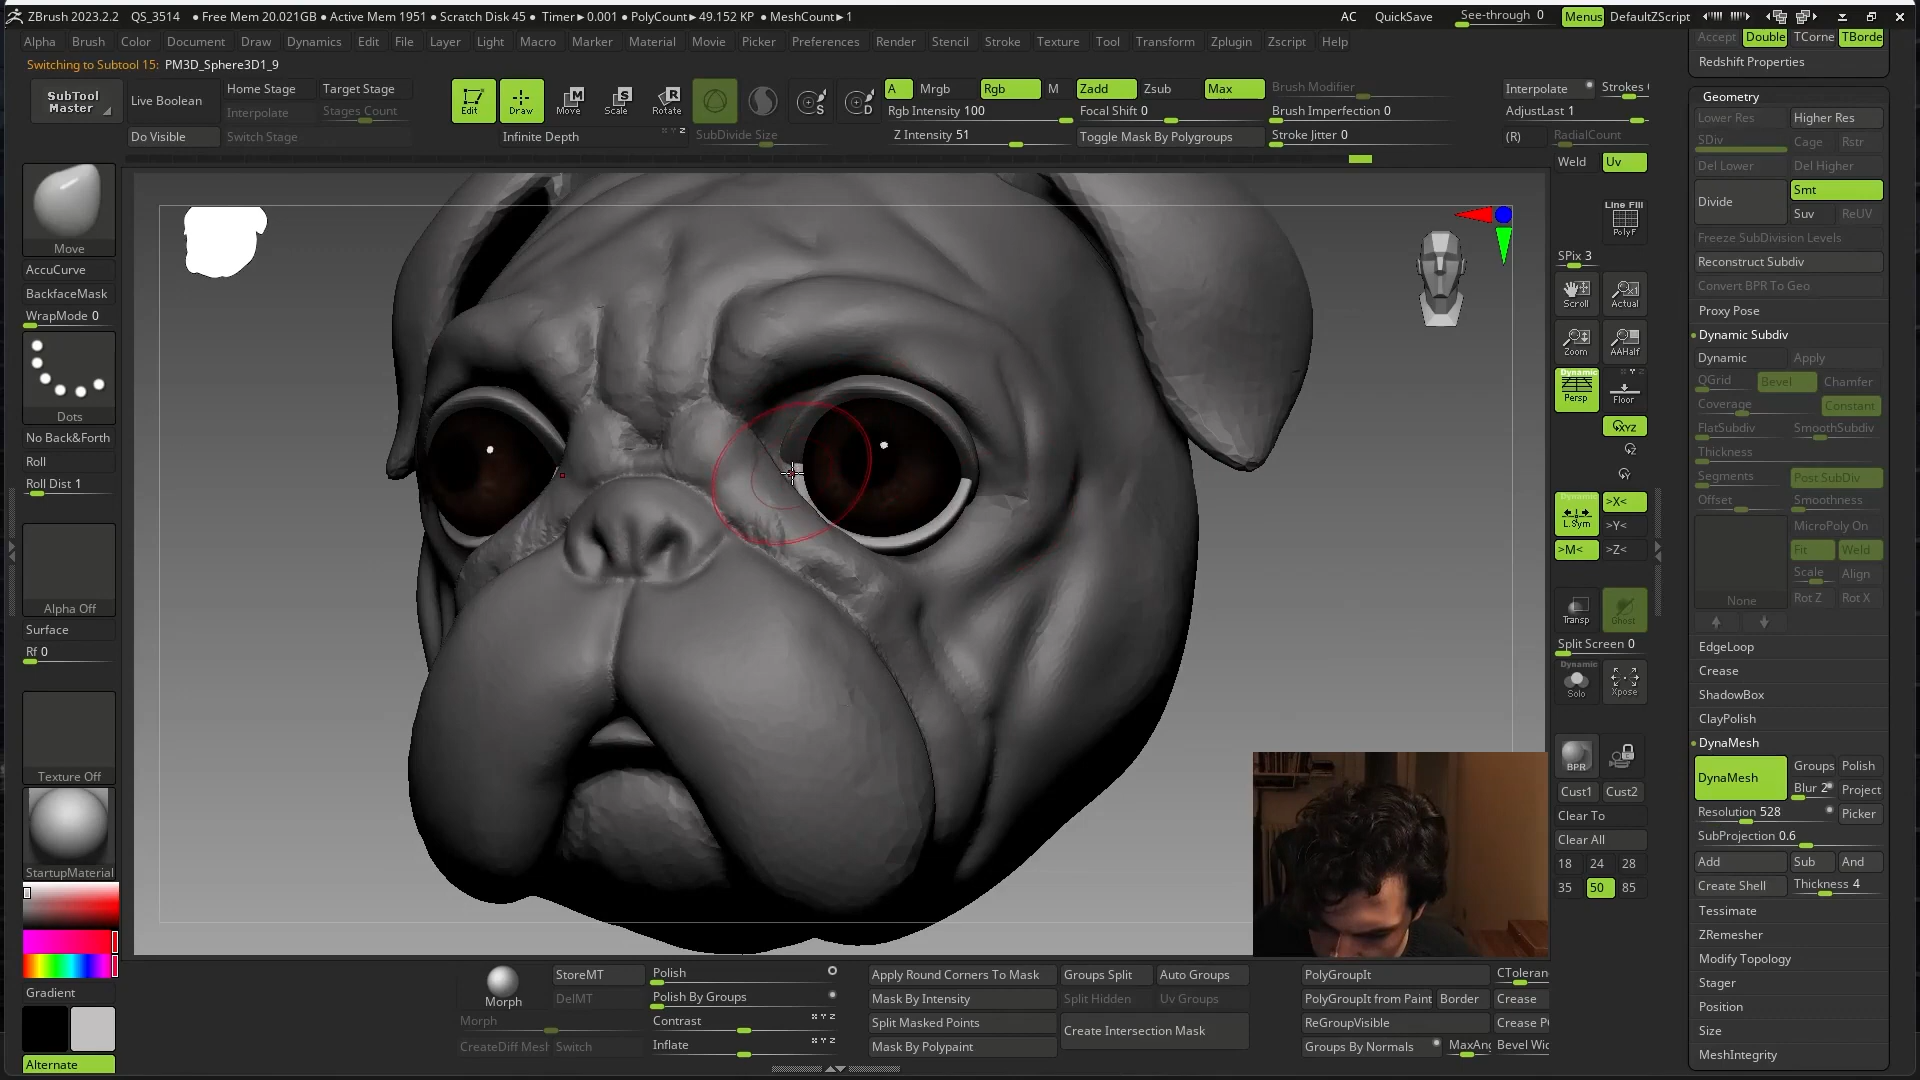 ZBrush 2023.2.2 QS_3514 ● Free Mem 20.021GB ● Active Mem 1951 ● Scratch Disk 45 ● Timer▸0.001 ● PolyCount▸49.152 KP ● MeshCount▸1
AC QuickSave See-through 0 Menus DefaultZScript
Alpha Brush Color Document Draw Dynamics Edit File Layer Light Macro Marker Material Movie Picker Preferences Render Stencil Stroke Texture Tool Transform Zplugin Zscript Help
Switching to Subtool 15: PM3D_Sphere3D1_9
SubTool Master
Live Boolean
Do Visible
Home Stage Target Stage
Interpolate Stages Count
Switch Stage
Edit Draw Move Scale Rotate
Infinite Depth
SubDivide Size
A Mrgb Rgb M Zadd Zsub Max
Rgb Intensity 100
Z Intensity 51
Focal Shift 0
Toggle Mask By Polygroups
Brush Modifier
Brush Imperfection 0
Stroke Jitter 0
Interpolate Strokes
AdjustLast 1
(R) RadialCount
Weld Uv
Move
AccuCurve
BackfaceMask
WrapMode 0
Dots
No Back&Forth
Roll
Roll Dist 1
Alpha Off
Surface
Rf 0
Texture Off
StartupMaterial
Gradient
Alternate
Line Fill
PolyF
SPix 3
Scroll Actual
Zoom AAHalf
Dynamic
Persp Floor
XYZ
Dynamic
L.Sym
>X<
>Y<
>M< >Z<
Transp Ghost
Split Screen 0
Dynamic
Solo Xpose
BPR
Cust1 Cust2
Clear To
Clear All
18 24 28
35 50 85
Accept Double TCorne TBorde
Redshift Properties
Geometry
Lower Res Higher Res
SDiv Cage Rstr
Del Lower Del Higher
Divide
Smt
Suv ReUV
Freeze SubDivision Levels
Reconstruct Subdiv
Convert BPR To Geo
Proxy Pose
Dynamic Subdiv
Dynamic Apply
QGrid Bevel Chamfer
Coverage Constant
FlatSubdiv SmoothSubdiv
Thickness
Segments Post SubDiv
Offset Smoothness
MicroPoly On
Fit Weld
Scale Align
None Rot Z Rot X
EdgeLoop
Crease
ShadowBox
ClayPolish
DynaMesh
DynaMesh Groups Polish
Blur 2 Project
Resolution 528 Picker
SubProjection 0.6
Add Sub And
Create Shell Thickness 4
Tessimate
ZRemesher
Modify Topology
Stager
Position
Size
MeshIntegrity
Morph
StoreMT
DelMT
Morph
CreateDiff Mesh Switch
Polish
Polish By Groups
Contrast
Inflate
Apply Round Corners To Mask
Mask By Intensity
Split Masked Points
Mask By Polypaint
Groups Split Auto Groups
Split Hidden Uv Groups
Create Intersection Mask
PolyGroupIt CToleran
PolyGroupIt from Paint Border Crease
ReGroupVisible
Groups By Normals MaxAng Bevel Wid